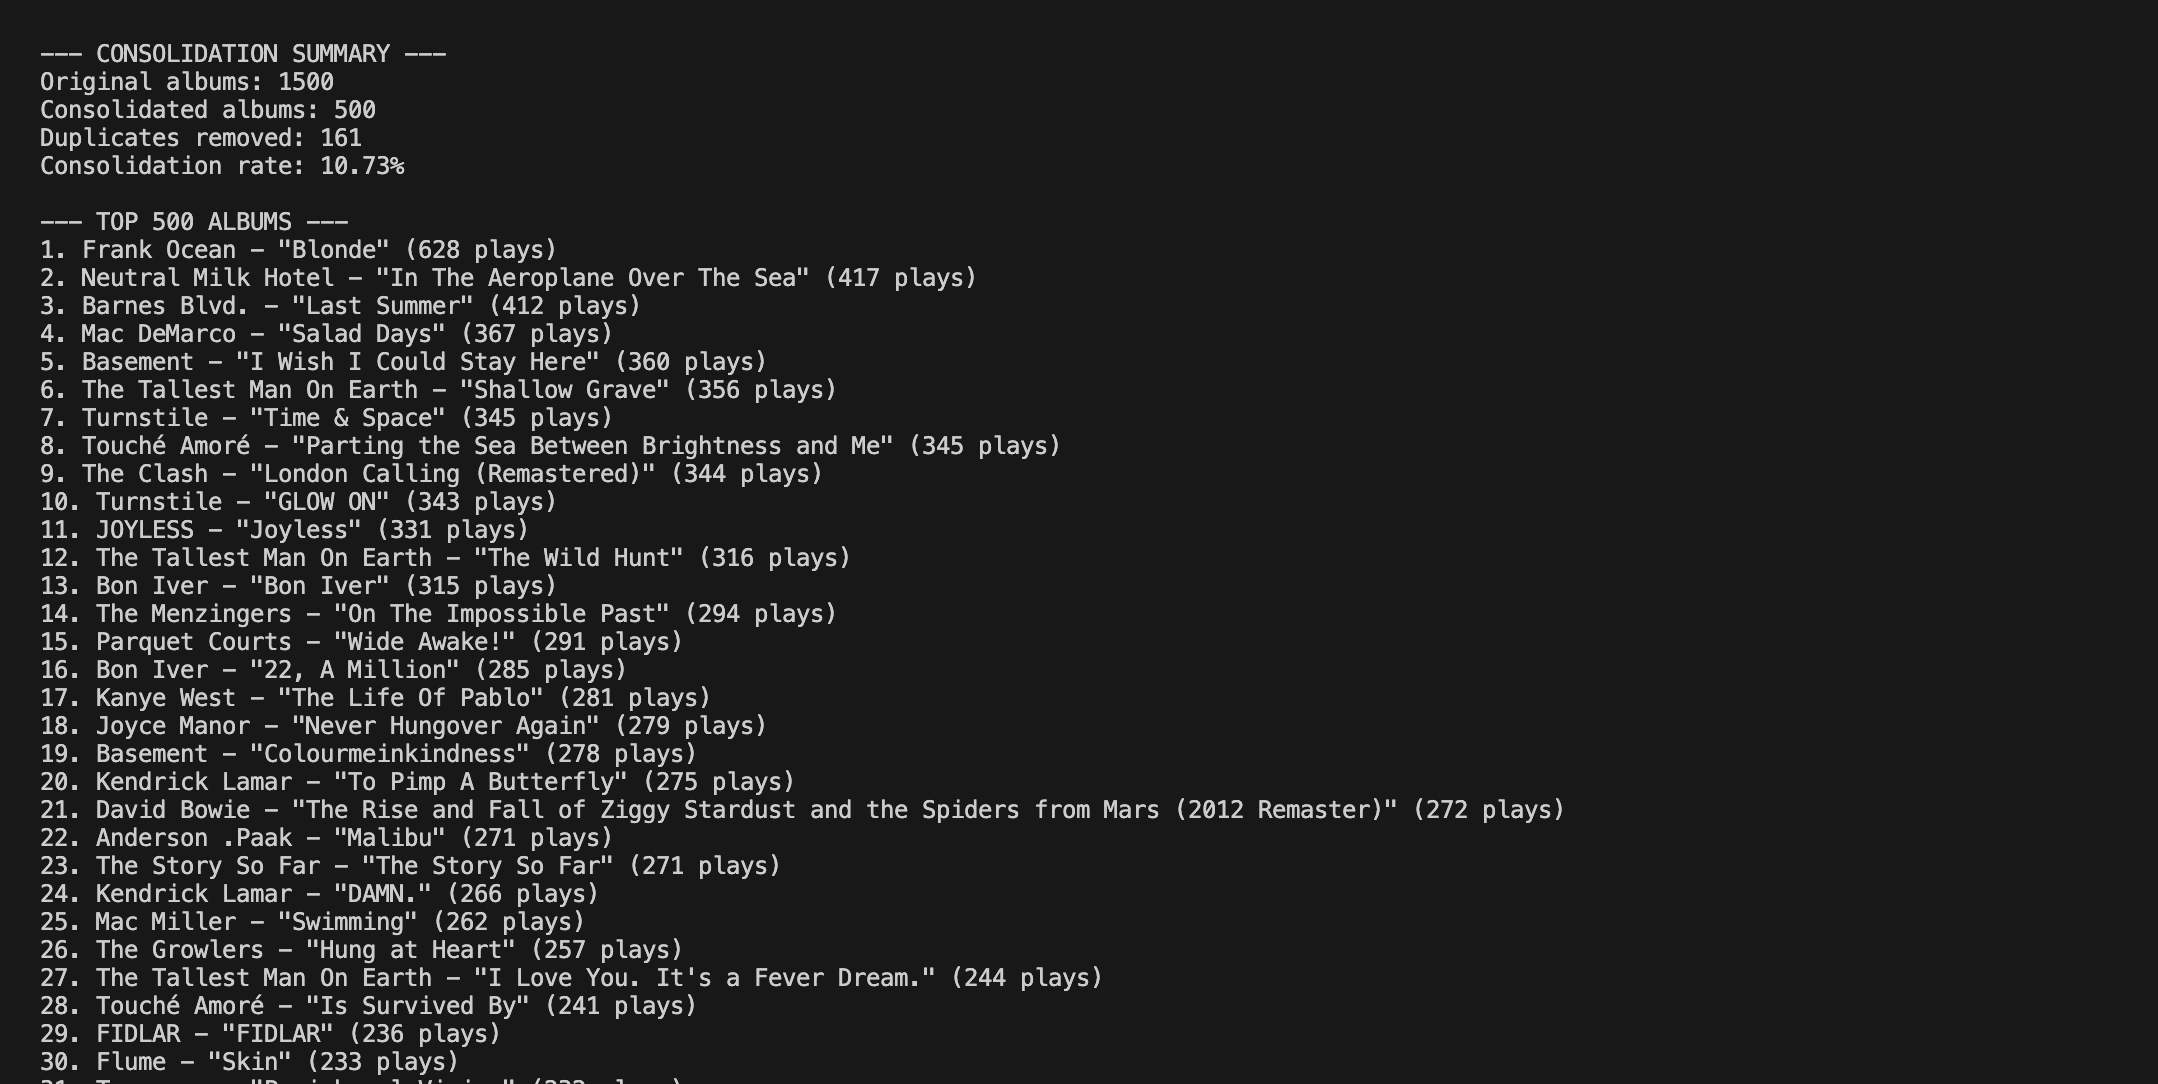 --- CONSOLIDATION SUMMARY ---
Original albums: 1500
Consolidated albums: 500
Duplicates removed: 161
Consolidation rate: 10.73%
--- TOP 500 ALBUMS ---
1. Frank Ocean - "Blonde" (628 plays)
2. Neutral Milk Hotel - "In The Aeroplane Over The Sea" (417 plays)
3. Barnes Blvd. - "Last Summer" (412 plays)
4. Mac DeMarco - "Salad Days" (367 plays)
5. Basement - "I Wish I Could Stay Here" (360 plays)
6. The Tallest Man On Earth - "Shallow Grave" (356 plays)
7. Turnstile - "Time & Space" (345 plays)
8. Touché Amoré - "Parting the Sea Between Brightness and Me" (345 plays)
9. The Clash - "London Calling (Remastered)" (344 plays)
10. Turnstile - "GLOW ON" (343 plays)
11. JOYLESS - "Joyless" (331 plays)
12. The Tallest Man On Earth - "The Wild Hunt" (316 plays)
13. Bon Iver - "Bon Iver" (315 plays)
14. The Menzingers - "On The Impossible Past" (294 plays)
15. Parquet Courts - "Wide Awake!" (291 plays)
16. Bon Iver - "22, A Million" (285 plays)
17. Kanye West - "The Life Of Pablo" (281 plays)
18. Joyce Manor - "Never Hungover Again" (279 plays)
19. Basement - "Colourmeinkindness" (278 plays)
20. Kendrick Lamar - "To Pimp A Butterfly" (275 plays)
21. David Bowie - "The Rise and Fall of Ziggy Stardust and the Spiders from Mars (2012 Remaster)" (272 plays)
22. Anderson .Paak - "Malibu" (271 plays)
23. The Story So Far - "The Story So Far" (271 plays)
24. Kendrick Lamar - "DAMN." (266 plays)
25. Mac Miller - "Swimming" (262 plays)
26. The Growlers - "Hung at Heart" (257 plays)
27. The Tallest Man On Earth - "I Love You. It's a Fever Dream." (244 plays)
28. Touché Amoré - "Is Survived By" (241 plays)
29. FIDLAR - "FIDLAR" (236 plays)
30. Flume - "Skin" (233 plays)